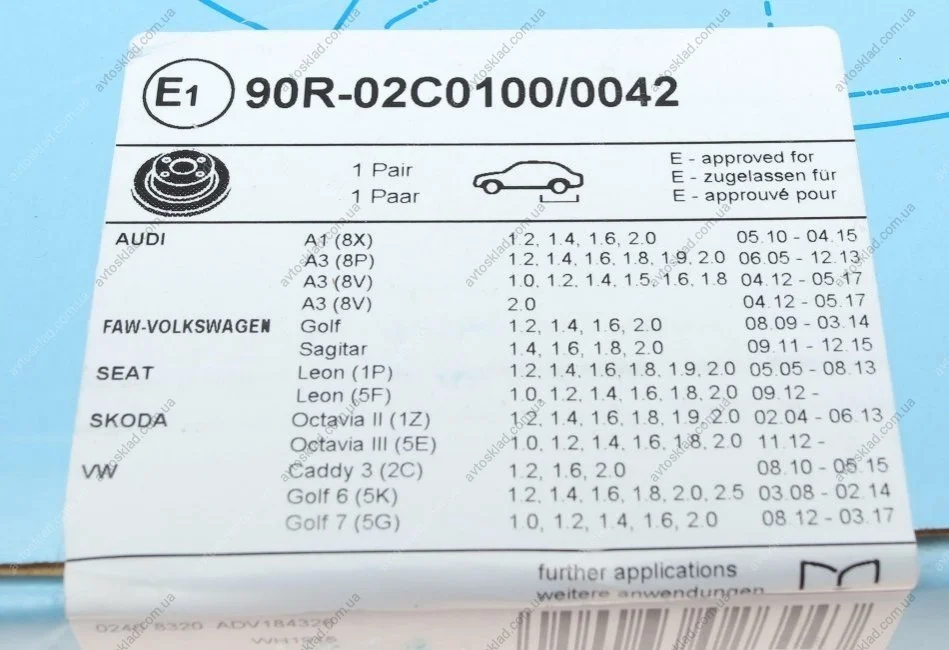 E1 90R-02C0100/0042
1 Pair
1 Paar
E - approved for
E - zugelassen für
E - approuvé pour
AUDI A1 (8X) 1.2, 1.4, 1.6, 2.0 05.10 - 04.15
A3 (8P) 1.2, 1.4, 1.6, 1.8, 1.9, 2.0 06.05 - 12.13
A3 (8V) 1.0, 1.2, 1.4, 1.5, 1.6, 1.8 04.12 - 05.17
A3 (8V) 2.0 04.12 - 05.17
FAW-VOLKSWAGEN Golf 1.2, 1.4, 1.6, 2.0 08.09 - 03.14
Sagitar 1.4, 1.6, 1.8, 2.0 09.11 - 12.15
SEAT Leon (1P) 1.2, 1.4, 1.6, 1.8, 1.9, 2.0 05.05 - 08.13
Leon (5F) 1.0, 1.2, 1.4, 1.6, 1.8, 2.0 09.12 -
SKODA Octavia II (1Z) 1.2, 1.4, 1.6, 1.8, 1.9, 2.0 02.04 - 06.13
Octavia III (5E) 1.0, 1.2, 1.4, 1.6, 1.8, 2.0 11.12 -
VW Caddy 3 (2C) 1.2, 1.6, 2.0 08.10 - 05.15
Golf 6 (5K) 1.2, 1.4, 1.6, 1.8, 2.0, 2.5 03.08 - 02.14
Golf 7 (5G) 1.0, 1.2, 1.4, 1.6, 2.0 08.12 - 03.17
further applications
weitere anwendungen
avtosklad.com.ua